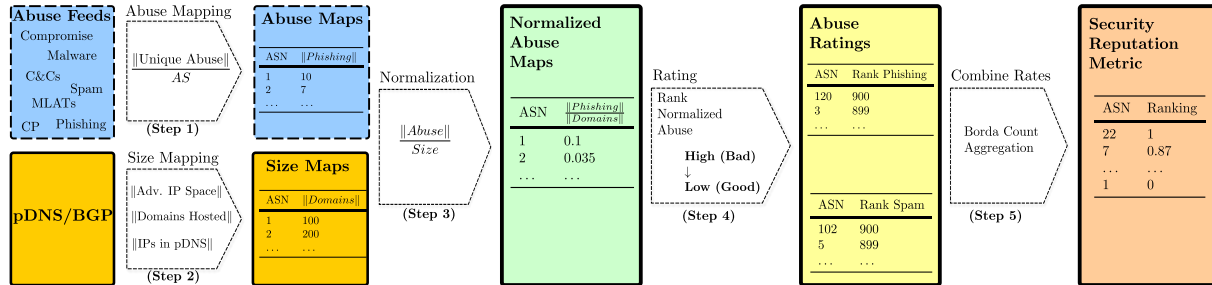 Abuse Feeds
Compromise
Malware
C&Cs
Spam
MLATs
CP
Phishing
Abuse Mapping
‖Unique Abuse‖
AS
(Step 1)
Abuse Maps
ASN ‖Phishing‖
1 10
2 7
... ...
pDNS/BGP
Size Mapping
‖Adv. IP Space‖
‖Domains Hosted‖
‖IPs in pDNS‖
(Step 2)
Size Maps
ASN ‖Domains‖
1 100
2 200
... ...
Normalization
‖Abuse‖
Size
(Step 3)
Normalized
Abuse
Maps
ASN ‖Phishing‖
‖Domains‖
1 0.1
2 0.035
... ...
Rating
Rank
Normalized
Abuse
High (Bad)
↓
Low (Good)
(Step 4)
Abuse
Ratings
ASN Rank Phishing
120 900
3 899
... ...
ASN Rank Spam
102 900
5 899
... ...
Combine Rates
Borda Count
Aggregation
(Step 5)
Security
Reputation
Metric
ASN Ranking
22 1
7 0.87
... ...
1 0